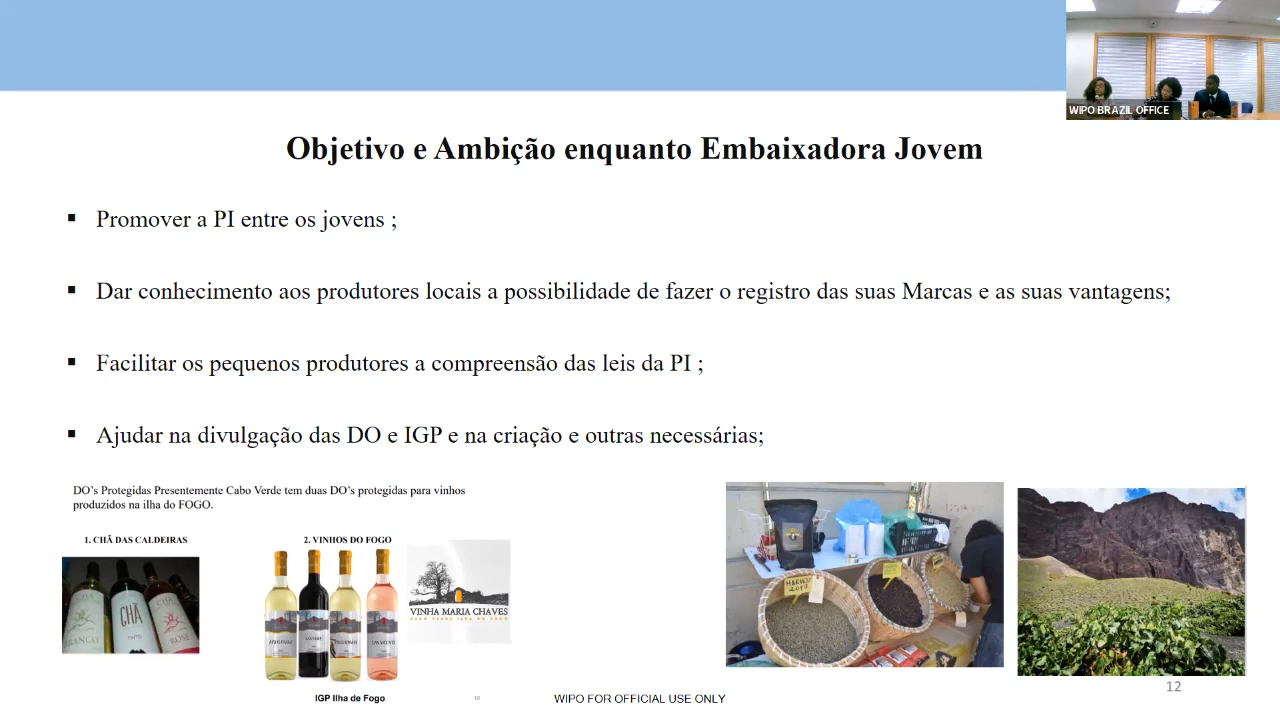 WIPO BRAZIL OFFICE
Objetivo e Ambição enquanto Embaixadora Jovem
▪ Promover a PI entre os jovens ;
▪ Dar conhecimento aos produtores locais a possibilidade de fazer o registro das suas Marcas e as suas vantagens;
▪ Facilitar os pequenos produtores a compreensão das leis da PI ;
▪ Ajudar na divulgação das DO e IGP e na criação e outras necessárias;
DO's Protegidas Presentemente Cabo Verde tem duas DO's protegidas para vinhos
produzidos na ilha do FOGO.
1. CHÃ DAS CALDEIRAS
2. VINHOS DO FOGO
CHÃ
VINHA MARIA CHAVES
HARVEST
2017
IGP Ilha de Fogo
10
WIPO FOR OFFICIAL USE ONLY
12